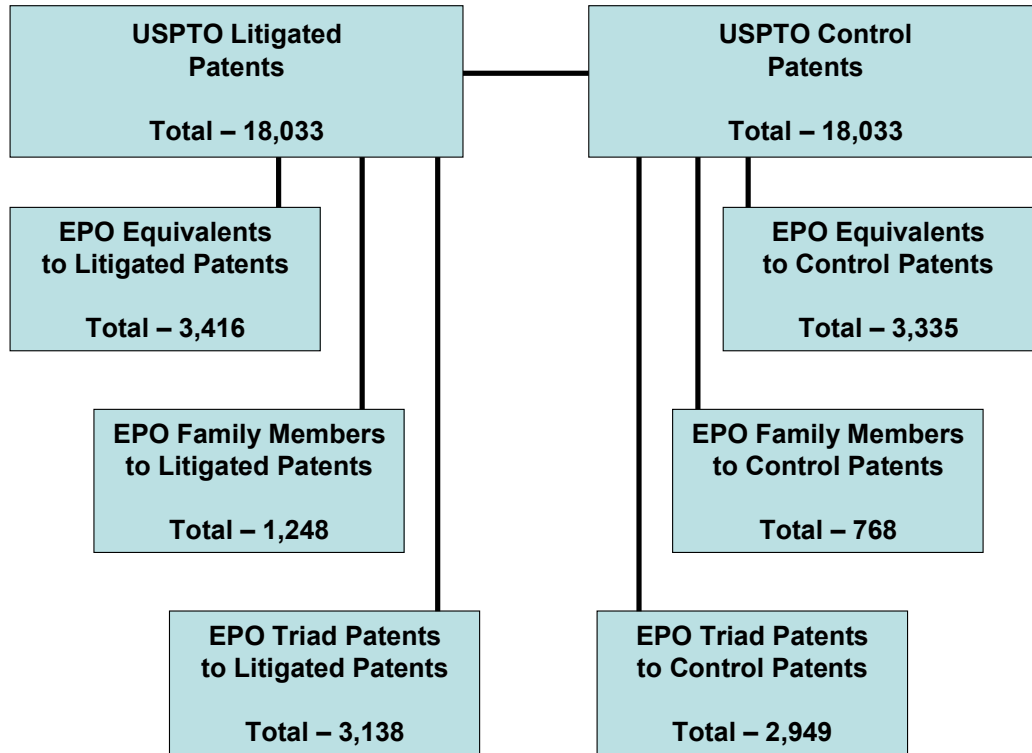 USPTO Litigated
Patents
Total – 18,033
USPTO Control
Patents
Total – 18,033
EPO Equivalents
to Litigated Patents
Total – 3,416
EPO Equivalents
to Control Patents
Total – 3,335
EPO Family Members
to Litigated Patents
Total – 1,248
EPO Family Members
to Control Patents
Total – 768
EPO Triad Patents
to Litigated Patents
Total – 3,138
EPO Triad Patents
to Control Patents
Total – 2,949